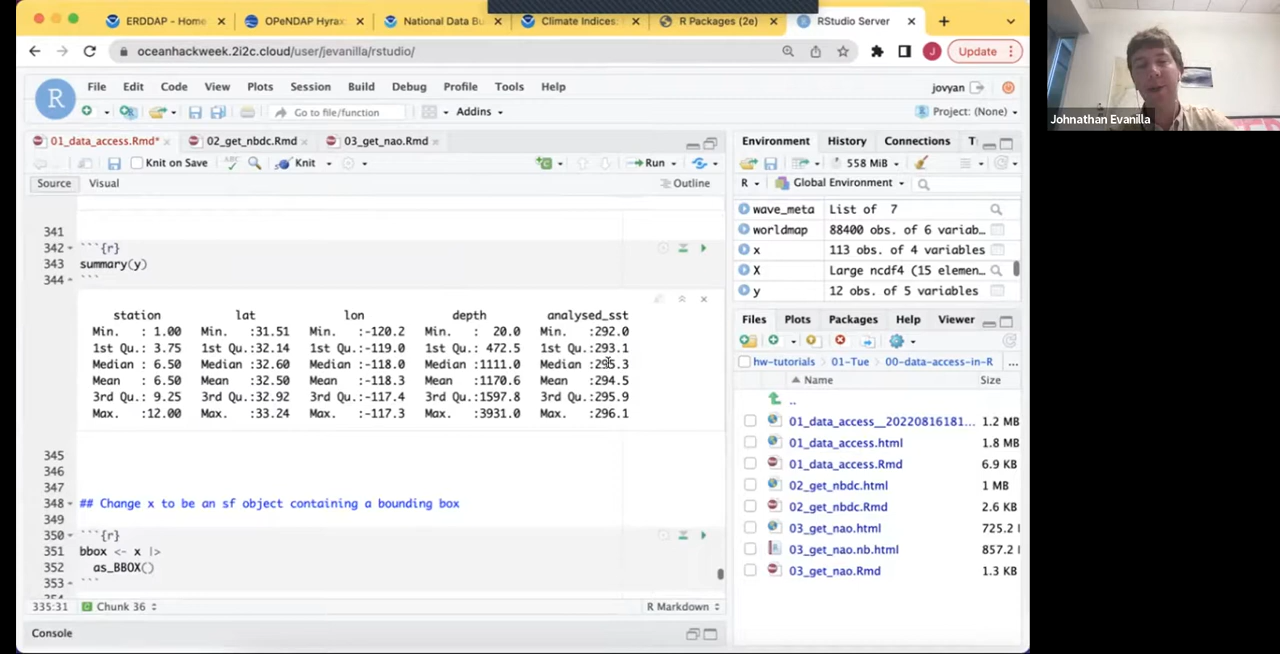 ERDDAP - Home
OPeNDAP Hyrax:
National Data Bu
Climate Indices:
R Packages (2e)
RStudio Server
oceanhackweek.2i2c.cloud/user/jevanilla/rstudio/
J
Update
Johnathan Evanilla
R
File Edit Code View Plots Session Build Debug Profile Tools Help
jovyan
Go to file/function
Addins
Project: (None)
01_data_access.Rmd*
02_get_nbdc.Rmd
03_get_nao.Rmd
Knit on Save
ABC
Knit
Run
Source
Visual
Outline
341
342 ```{r}
343 summary(y)
344 ```
station lat lon depth analysed_sst
Min. : 1.00 Min. :31.51 Min. :-120.2 Min. : 20.0 Min. :292.0
1st Qu.: 3.75 1st Qu.:32.14 1st Qu.:-119.0 1st Qu.: 472.5 1st Qu.:293.1
Median : 6.50 Median :32.60 Median :-118.0 Median :1111.0 Median :295.3
Mean : 6.50 Mean :32.50 Mean :-118.3 Mean :1170.6 Mean :294.5
3rd Qu.: 9.25 3rd Qu.:32.92 3rd Qu.:-117.4 3rd Qu.:1597.8 3rd Qu.:295.9
Max. :12.00 Max. :33.24 Max. :-117.3 Max. :3931.0 Max. :296.1
345
346
347
348 ## Change x to be an sf object containing a bounding box
349
350 ```{r}
351 bbox <- x |>
352 as_BBOX()
353 ```
335:31
Chunk 36
R Markdown
Console
Environment History Connections T
558 MiB
R
Global Environment
wave_meta List of 7
worldmap 88400 obs. of 6 variab…
x 113 obs. of 4 variables
X Large ncdf4 (15 elemen…
y 12 obs. of 5 variables
Files Plots Packages Help Viewer
hw-tutorials 01-Tue 00-data-access-in-R ...
Name Size
..
01_data_access__20220816181... 1.2 MB
01_data_access.html 1.8 MB
01_data_access.Rmd 6.9 KB
02_get_nbdc.html 1 MB
02_get_nbdc.Rmd 2.6 KB
03_get_nao.html 725.2
03_get_nao.nb.html 857.2
03_get_nao.Rmd 1.3 KB